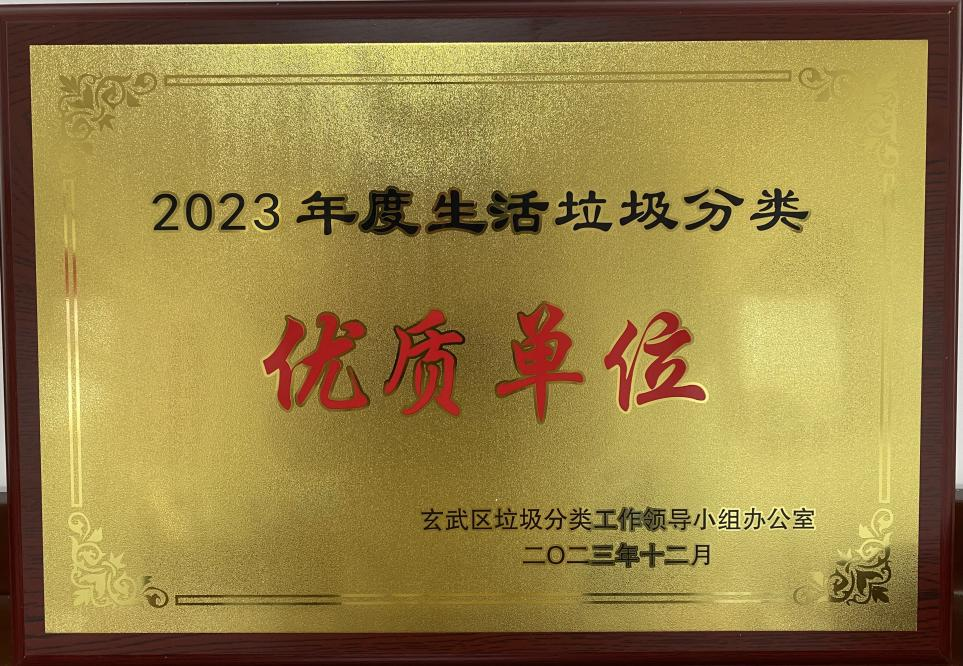 2023年度生活垃圾分类
优质单位
玄武区垃圾分类工作领导小组办公室
二〇二三年十二月